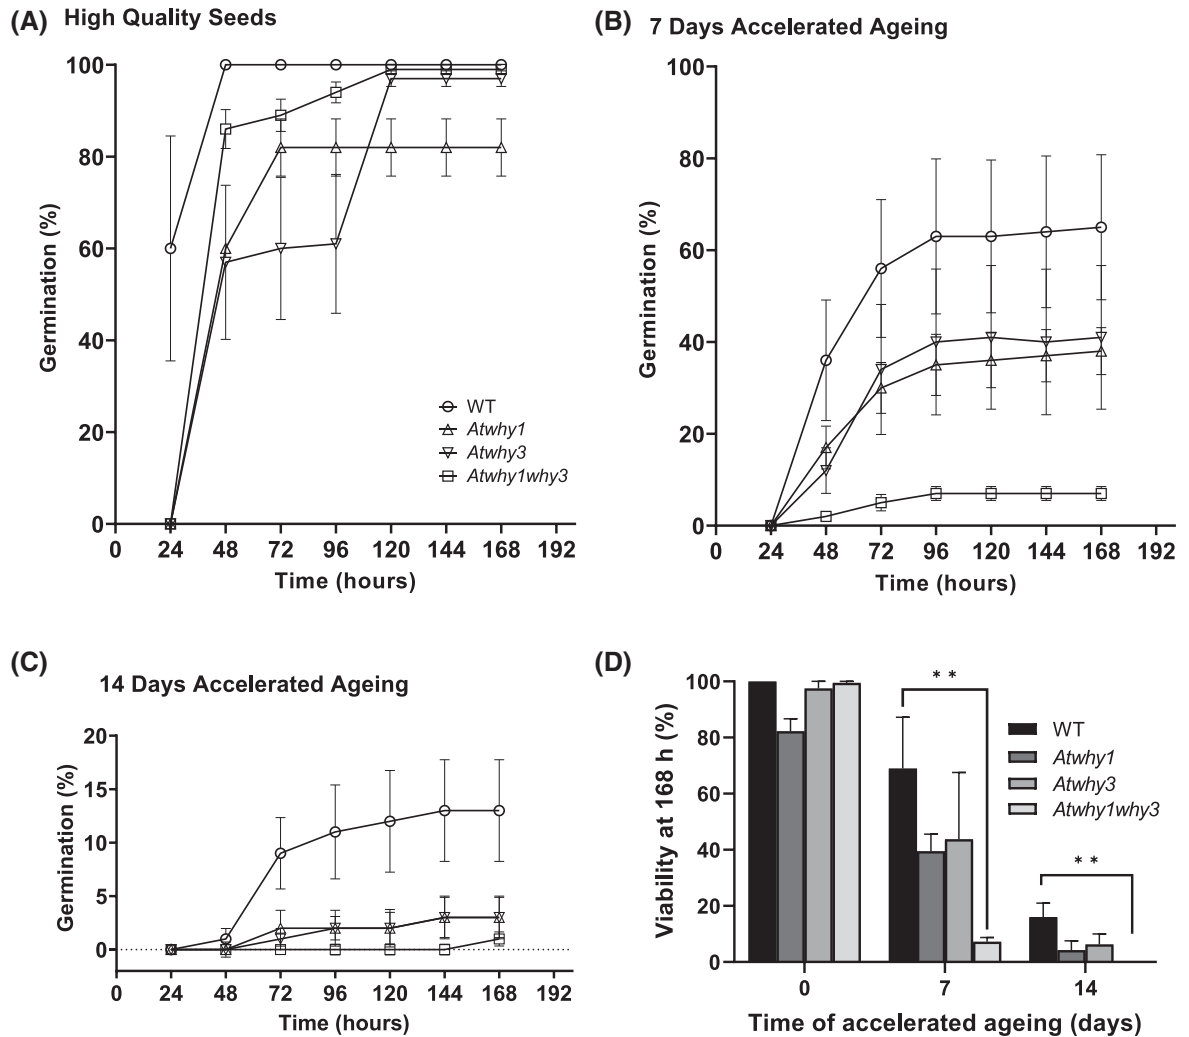 (A) High Quality Seeds
100
80
60
40
20
0
Germination (%)
0 24 48 72 96 120 144 168 192
Time (hours)
WT
Atwhy1
Atwhy3
Atwhy1why3
(B) 7 Days Accelerated Ageing
100
80
60
40
20
0
Germination (%)
0 24 48 72 96 120 144 168 192
Time (hours)
(C)
14 Days Accelerated Ageing
20
15
10
5
0
Germination (%)
0 24 48 72 96 120 144 168 192
Time (hours)
(D)
100
80
60
40
20
0
Viability at 168 h (%)
* *
* *
WT
Atwhy1
Atwhy3
Atwhy1why3
0 7 14
Time of accelerated ageing (days)